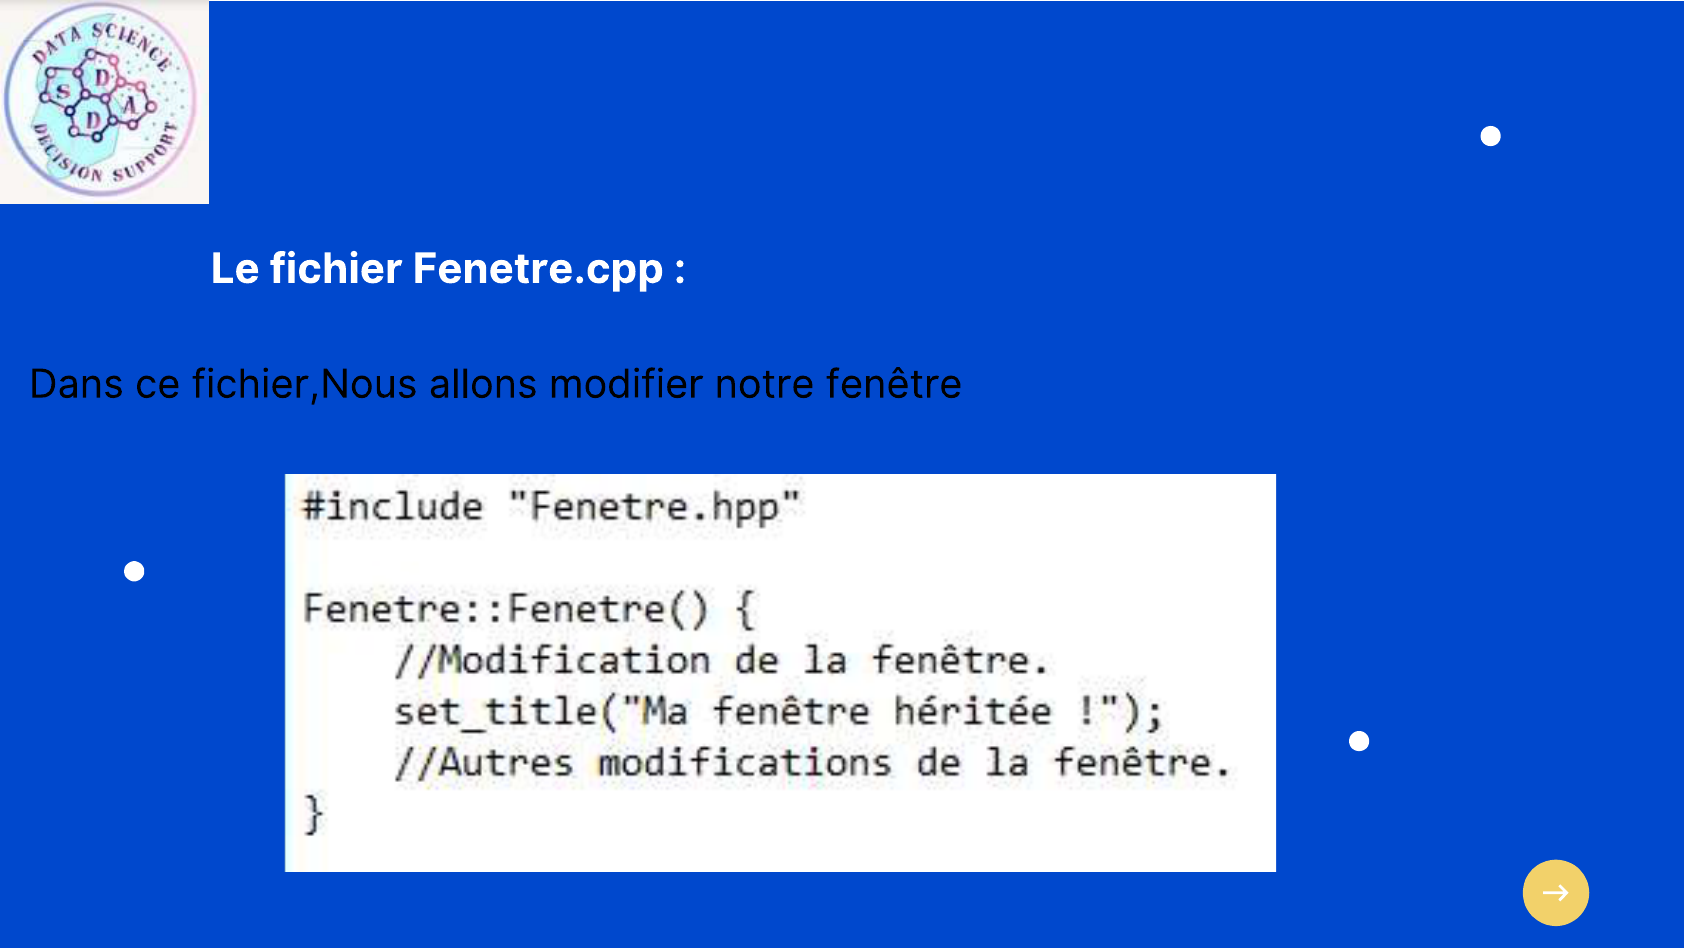 DATA SCIENCE
S D D A
DECISION SUPPORT
Le fichier Fenetre.cpp :
Dans ce fichier,Nous allons modifier notre fenêtre
#include "Fenetre.hpp"
Fenetre::Fenetre() {
//Modification de la fenêtre.
set_title("Ma fenêtre héritée !");
//Autres modifications de la fenêtre.
}